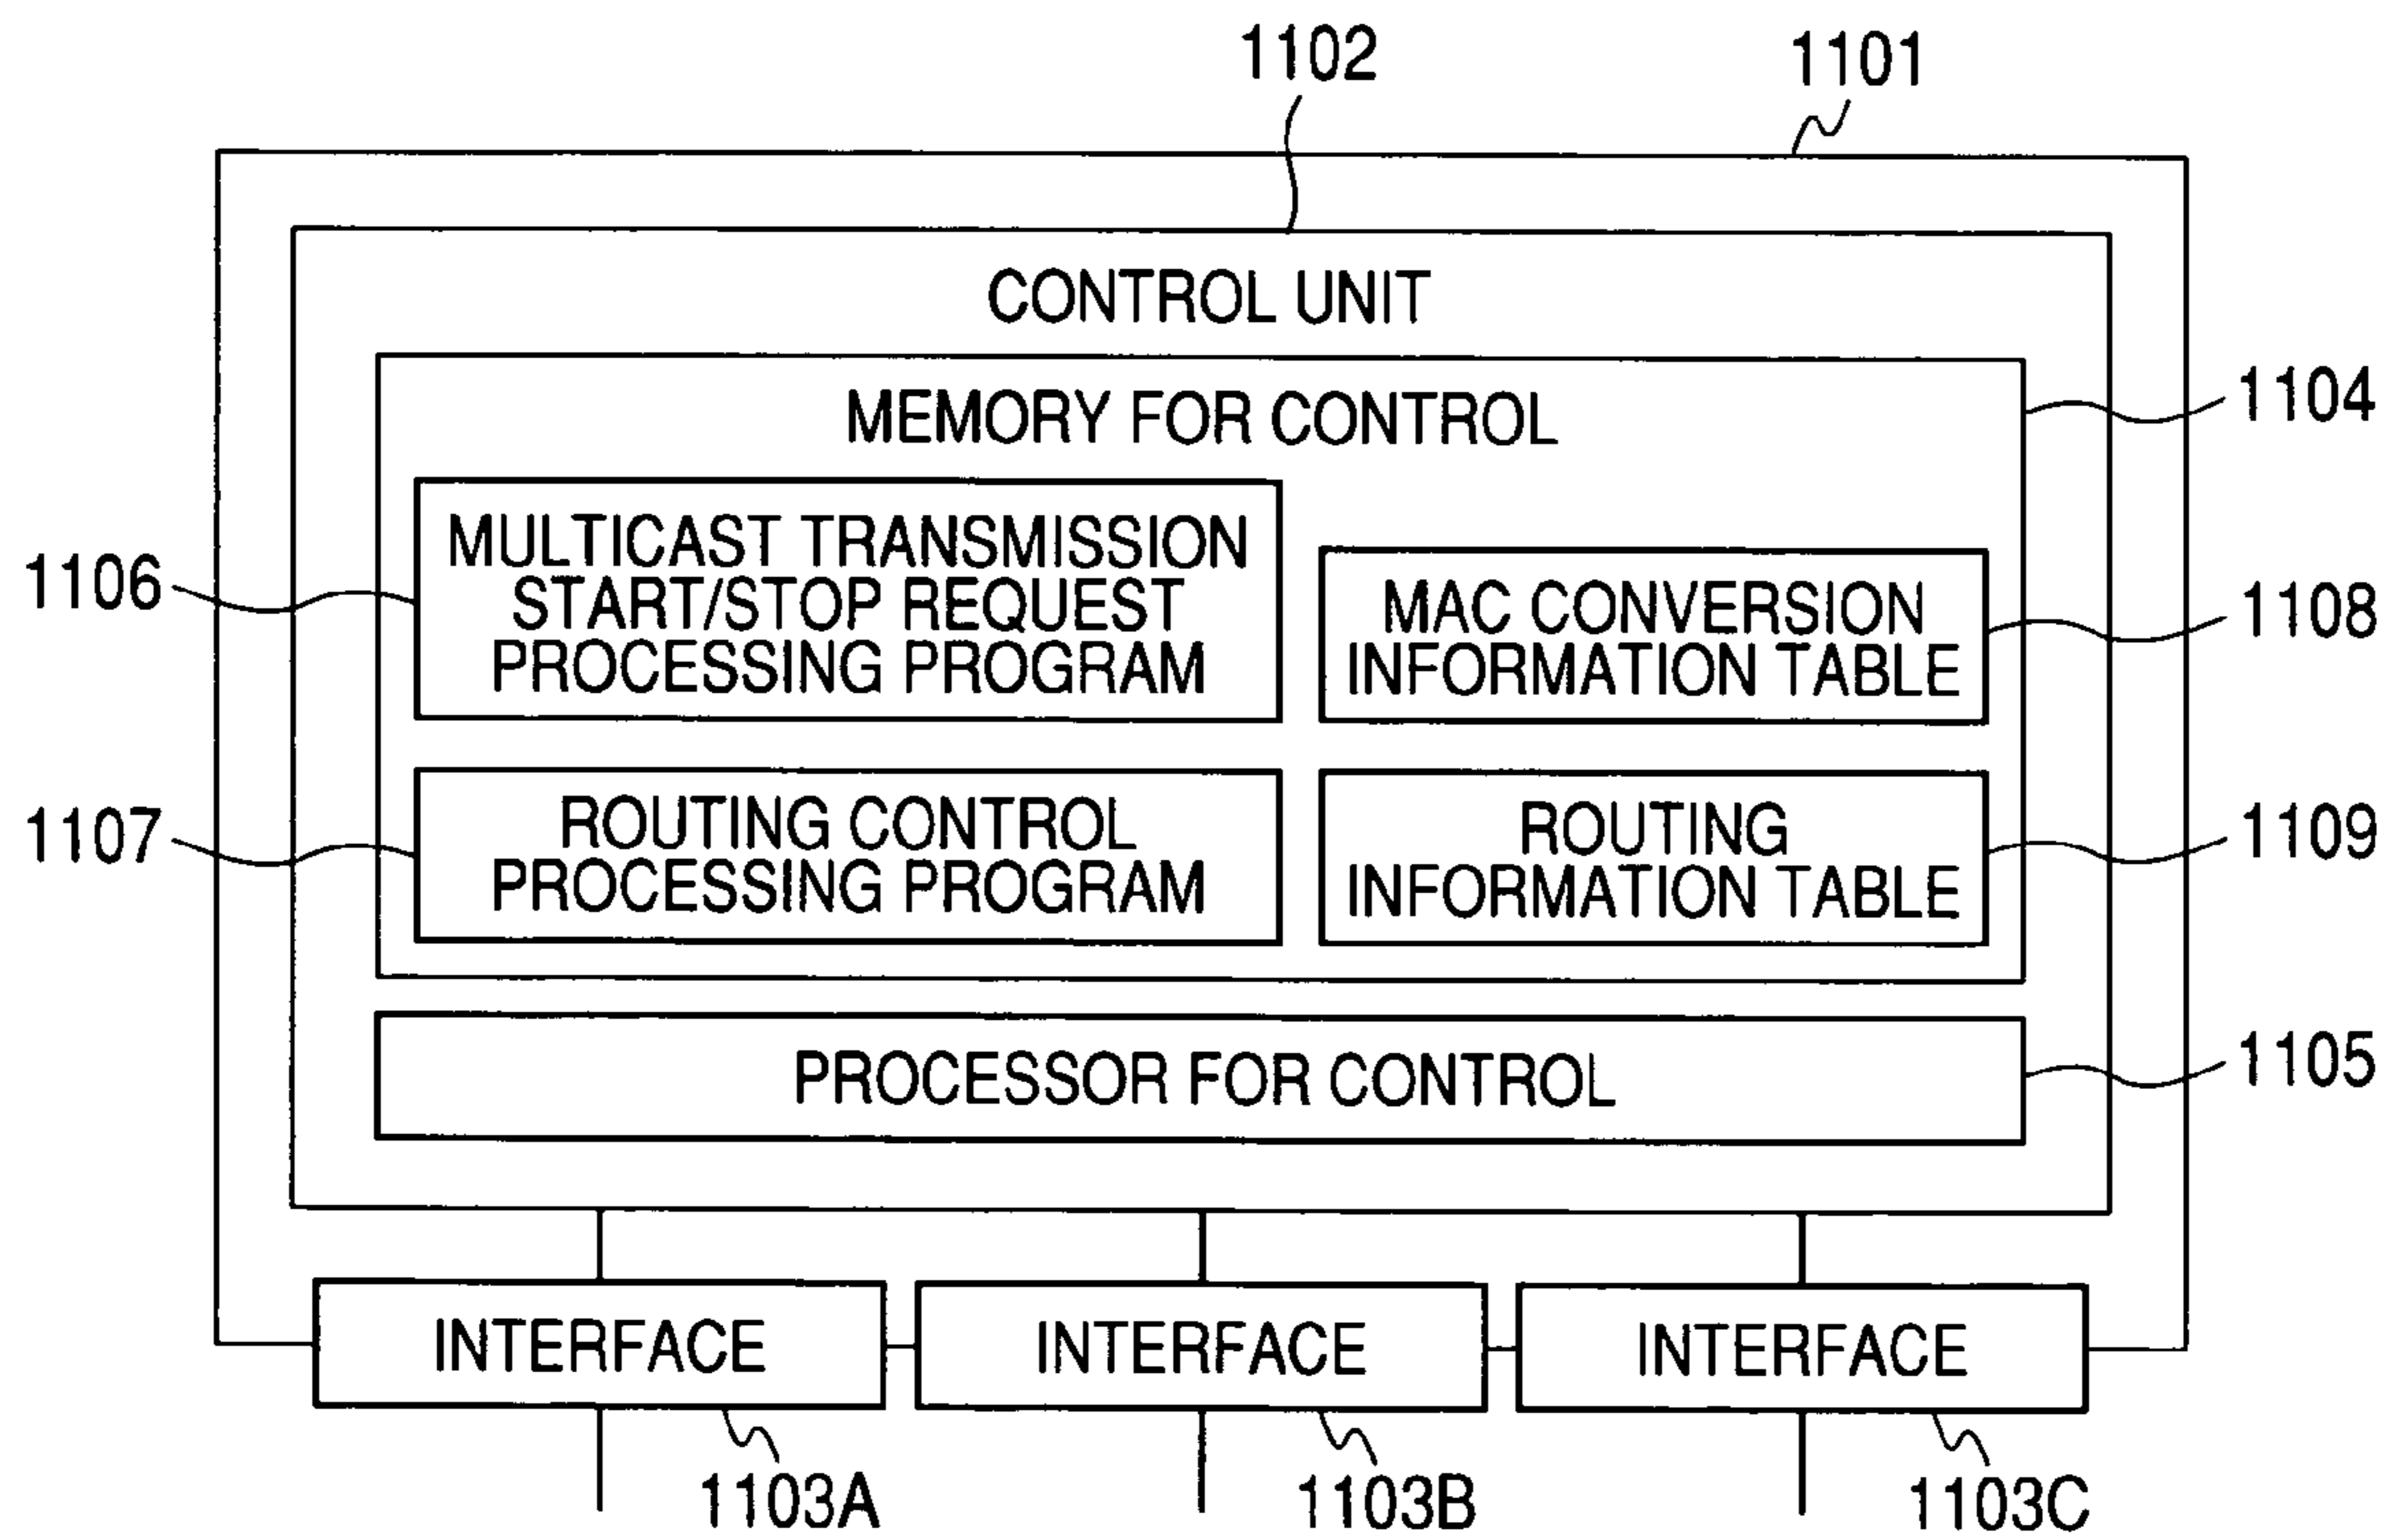 1102
1101
CONTROL UNIT
MEMORY FOR CONTROL
1104
MULTICAST TRANSMISSION
START/STOP REQUEST
PROCESSING PROGRAM
1106
MAC CONVERSION
INFORMATION TABLE
1108
ROUTING CONTROL
PROCESSING PROGRAM
1107
ROUTING
INFORMATION TABLE
1109
PROCESSOR FOR CONTROL
1105
INTERFACE
INTERFACE
INTERFACE
1103A
1103B
1103C